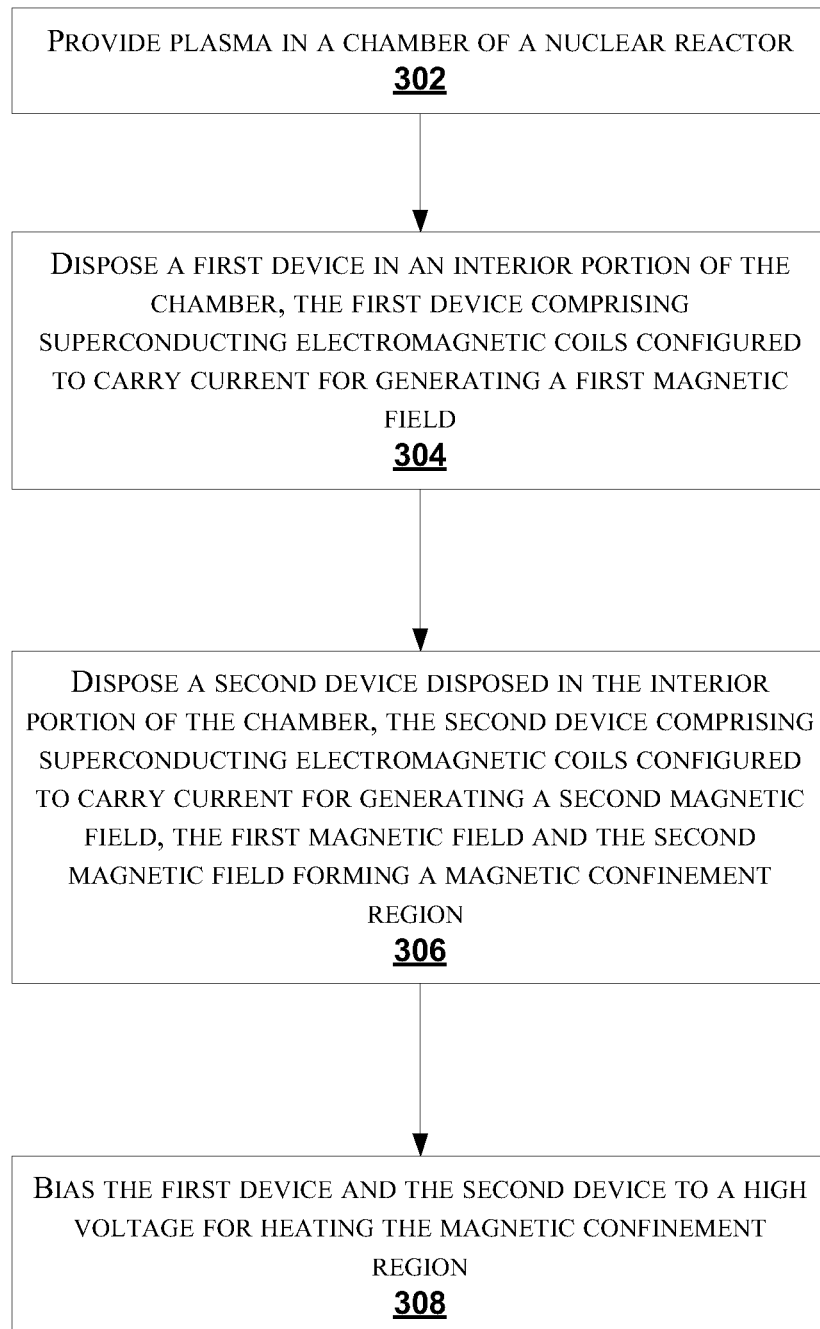 PROVIDE PLASMA IN A CHAMBER OF A NUCLEAR REACTOR
302
DISPOSE A FIRST DEVICE IN AN INTERIOR PORTION OF THE
CHAMBER, THE FIRST DEVICE COMPRISING
SUPERCONDUCTING ELECTROMAGNETIC COILS CONFIGURED
TO CARRY CURRENT FOR GENERATING A FIRST MAGNETIC
FIELD
304
DISPOSE A SECOND DEVICE DISPOSED IN THE INTERIOR
PORTION OF THE CHAMBER, THE SECOND DEVICE COMPRISING
SUPERCONDUCTING ELECTROMAGNETIC COILS CONFIGURED
TO CARRY CURRENT FOR GENERATING A SECOND MAGNETIC
FIELD, THE FIRST MAGNETIC FIELD AND THE SECOND
MAGNETIC FIELD FORMING A MAGNETIC CONFINEMENT
REGION
306
BIAS THE FIRST DEVICE AND THE SECOND DEVICE TO A HIGH
VOLTAGE FOR HEATING THE MAGNETIC CONFINEMENT
REGION
308